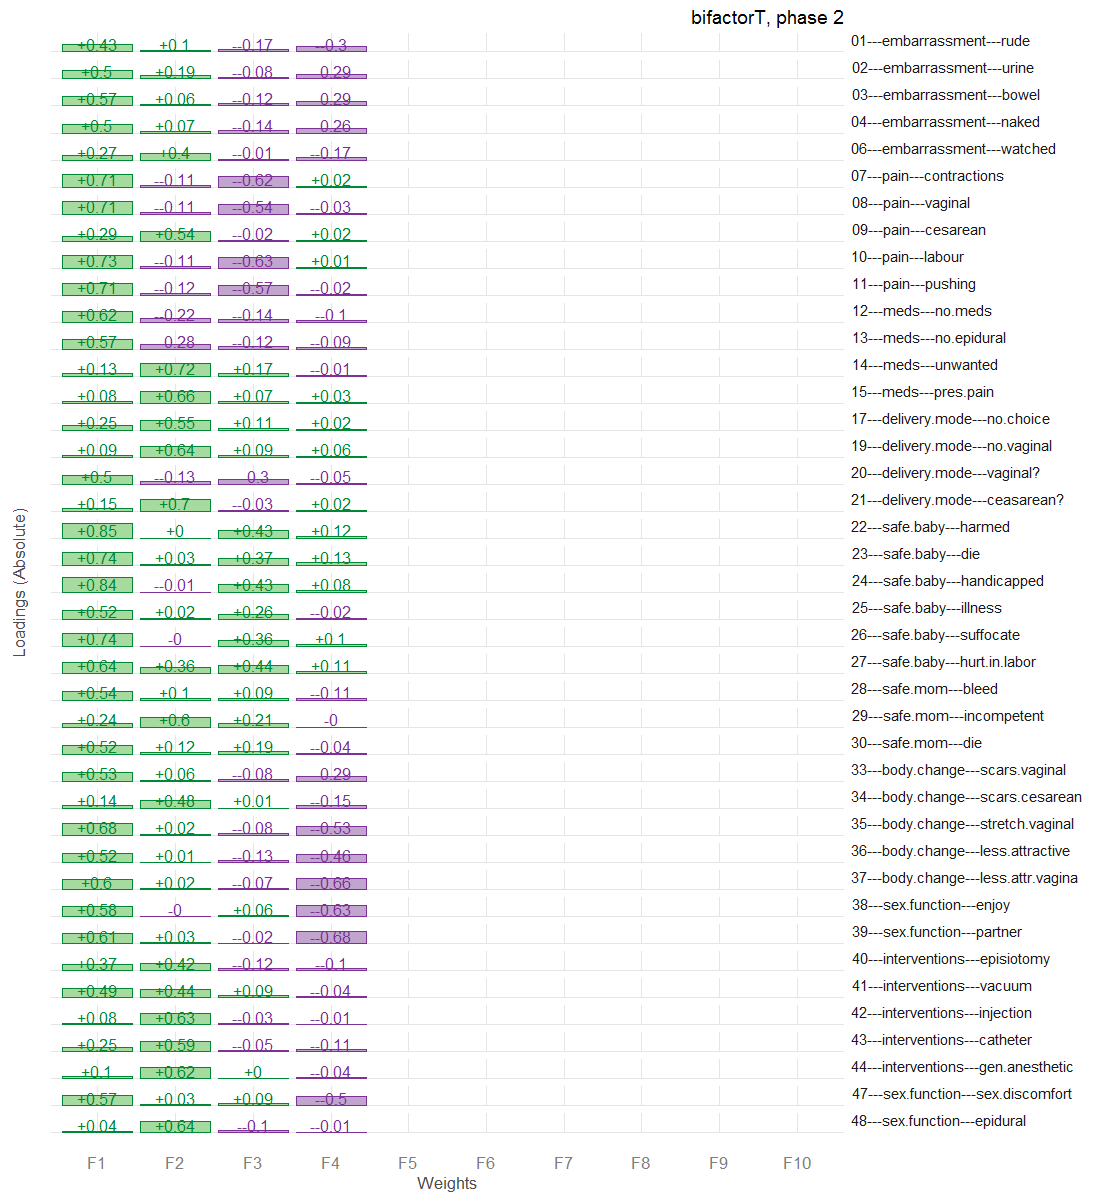 bifactorT, phase 2
+0.43 +0.1 --0.17 --0.3 01---embarrassment---rude
+0.5 +0.19 --0.08 --0.29 02---embarrassment---urine
+0.57 +0.06 --0.12 --0.29 03---embarrassment---bowel
+0.5 +0.07 --0.14 --0.26 04---embarrassment---naked
+0.27 +0.4 --0.01 --0.17 06---embarrassment---watched
+0.71 --0.11 --0.62 +0.02 07---pain---contractions
+0.71 --0.11 --0.54 --0.03 08---pain---vaginal
+0.29 +0.54 --0.02 +0.02 09---pain---cesarean
+0.73 --0.11 --0.63 +0.01 10---pain---labour
+0.71 --0.12 --0.57 --0.02 11---pain---pushing
+0.62 --0.22 --0.14 --0.1 12---meds---no.meds
+0.57 --0.28 --0.12 --0.09 13---meds---no.epidural
+0.13 +0.72 +0.17 --0.01 14---meds---unwanted
+0.08 +0.66 +0.07 +0.03 15---meds---pres.pain
+0.25 +0.55 +0.11 +0.02 17---delivery.mode---no.choice
+0.09 +0.64 +0.09 +0.06 19---delivery.mode---no.vaginal
+0.5 --0.13 --0.3 --0.05 20---delivery.mode---vaginal?
+0.15 +0.7 --0.03 +0.02 21---delivery.mode---ceasarean?
+0.85 +0 +0.43 +0.12 22---safe.baby---harmed
+0.74 +0.03 +0.37 +0.13 23---safe.baby---die
+0.84 --0.01 +0.43 +0.08 24---safe.baby---handicapped
+0.52 +0.02 +0.26 --0.02 25---safe.baby---illness
+0.74 -0 +0.36 +0.1 26---safe.baby---suffocate
+0.64 +0.36 +0.44 +0.11 27---safe.baby---hurt.in.labor
+0.54 +0.1 +0.09 --0.11 28---safe.mom---bleed
+0.24 +0.6 +0.21 -0 29---safe.mom---incompetent
+0.52 +0.12 +0.19 --0.04 30---safe.mom---die
+0.53 +0.06 --0.08 --0.29 33---body.change---scars.vaginal
+0.14 +0.48 +0.01 --0.15 34---body.change---scars.cesarean
+0.68 +0.02 --0.08 --0.53 35---body.change---stretch.vaginal
+0.52 +0.01 --0.13 --0.46 36---body.change---less.attractive
+0.6 +0.02 --0.07 --0.66 37---body.change---less.attr.vagina
+0.58 -0 +0.06 --0.63 38---sex.function---enjoy
+0.61 +0.03 --0.02 --0.68 39---sex.function---partner
+0.37 +0.42 --0.12 --0.1 40---interventions---episiotomy
+0.49 +0.44 +0.09 --0.04 41---interventions---vacuum
+0.08 +0.63 --0.03 --0.01 42---interventions---injection
+0.25 +0.59 --0.05 --0.11 43---interventions---catheter
+0.1 +0.62 +0 --0.04 44---interventions---gen.anesthetic
+0.57 +0.03 +0.09 --0.5 47---sex.function---sex.discomfort
+0.04 +0.64 --0.1 --0.01 48---sex.function---epidural
Loadings (Absolute)
F1 F2 F3 F4 F5 F6 F7 F8 F9 F10
Weights